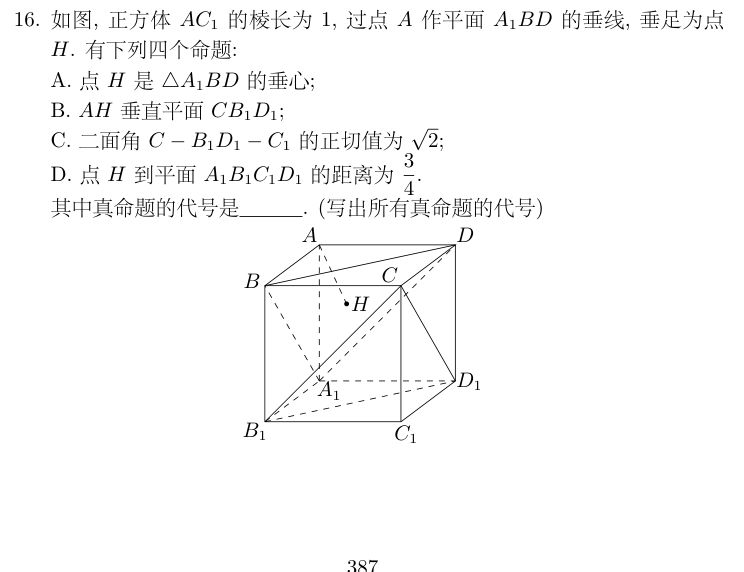 16. 如图, 正方体 AC₁ 的棱长为 1, 过点 A 作平面 A₁BD 的垂线, 垂足为点
H. 有下列四个命题:
A. 点 H 是 △A₁BD 的垂心;
B. AH 垂直平面 CB₁D₁;
C. 二面角 C − B₁D₁ − C₁ 的正切值为 √2;
D. 点 H 到平面 A₁B₁C₁D₁ 的距离为 3/4.
其中真命题的代号是______. (写出所有真命题的代号)
A
D
B
C
H
A₁
D₁
B₁
C₁
387